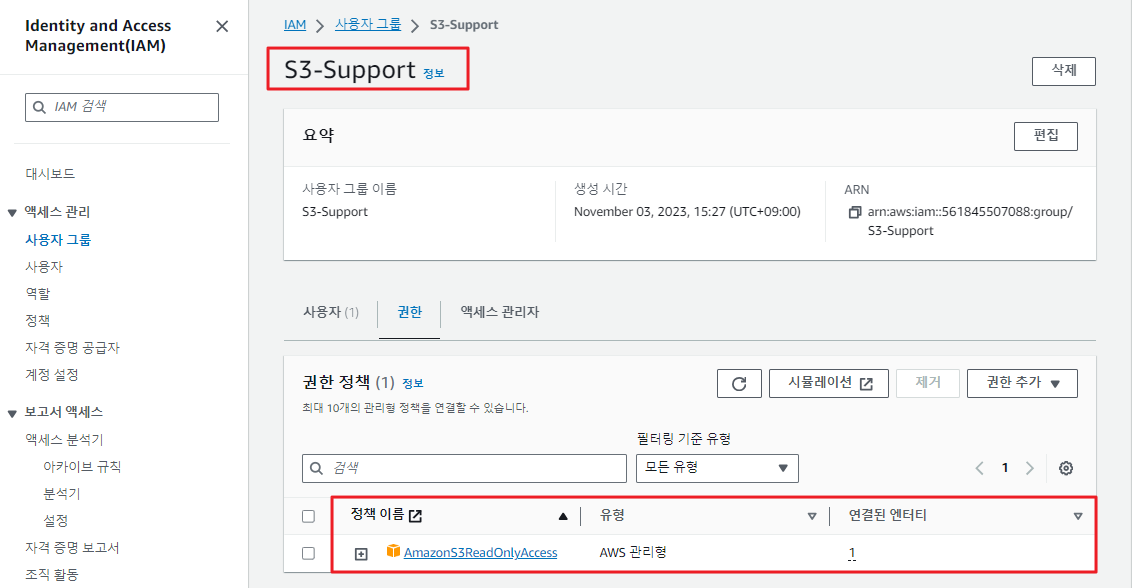 Identity and Access
Management(IAM)
IAM 검색
대시보드
액세스 관리
사용자 그룹
사용자
역할
정책
자격 증명 공급자
계정 설정
보고서 액세스
액세스 분석기
아카이브 규칙
분석기
설정
자격 증명 보고서
조직 활동
IAM 사용자 그룹 S3-Support
S3-Support 정보
삭제
요약
편집
사용자 그룹 이름
S3-Support
생성 시간
November 03, 2023, 15:27 (UTC+09:00)
ARN
arn:aws:iam::561845507088:group/
S3-Support
사용자 (1) 권한 액세스 관리자
권한 정책 (1) 정보
최대 10개의 관리형 정책을 연결할 수 있습니다.
시뮬레이션 제거 권한 추가
필터링 기준 유형
검색 모든 유형 1
정책 이름 유형 연결된 엔터티
AmazonS3ReadOnlyAccess AWS 관리형 1